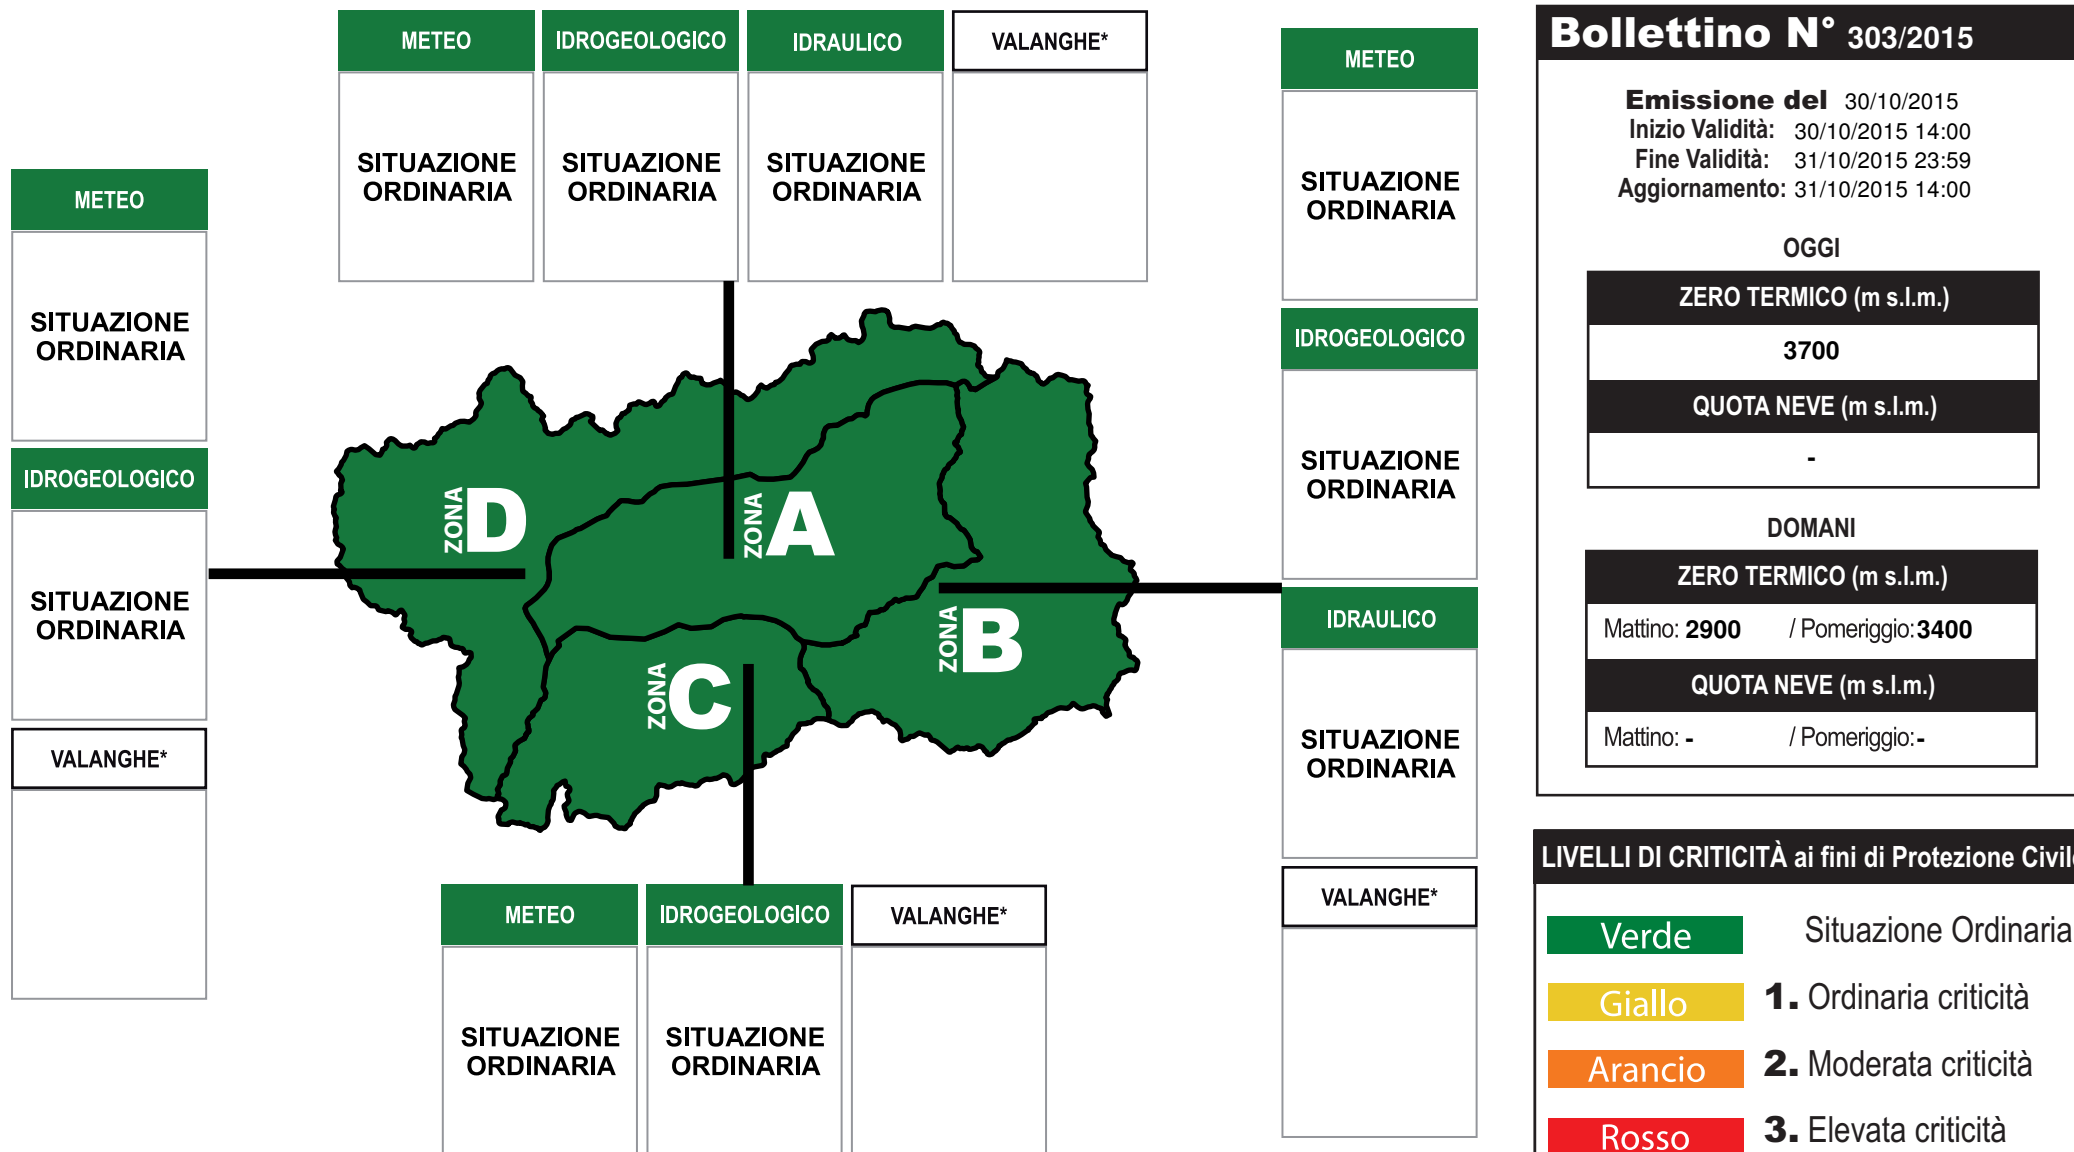 METEO
IDROGEOLOGICO
IDRAULICO
VALANGHE*
SITUAZIONE
ORDINARIA
SITUAZIONE
ORDINARIA
SITUAZIONE
ORDINARIA
METEO
SITUAZIONE
ORDINARIA
IDROGEOLOGICO
SITUAZIONE
ORDINARIA
VALANGHE*
ZONA D
ZONA A
ZONA B
ZONA C
METEO
SITUAZIONE
ORDINARIA
IDROGEOLOGICO
SITUAZIONE
ORDINARIA
IDRAULICO
SITUAZIONE
ORDINARIA
VALANGHE*
METEO
IDROGEOLOGICO
VALANGHE*
SITUAZIONE
ORDINARIA
SITUAZIONE
ORDINARIA
Bollettino N° 303/2015
Emissione del 30/10/2015
Inizio Validità: 30/10/2015 14:00
Fine Validità: 31/10/2015 23:59
Aggiornamento: 31/10/2015 14:00
OGGI
ZERO TERMICO (m s.l.m.)
3700
QUOTA NEVE (m s.l.m.)
-
DOMANI
ZERO TERMICO (m s.l.m.)
Mattino: 2900 / Pomeriggio: 3400
QUOTA NEVE (m s.l.m.)
Mattino: - / Pomeriggio: -
LIVELLI DI CRITICITÀ ai fini di Protezione Civile
Verde Situazione Ordinaria
Giallo 1. Ordinaria criticità
Arancio 2. Moderata criticità
Rosso 3. Elevata criticità